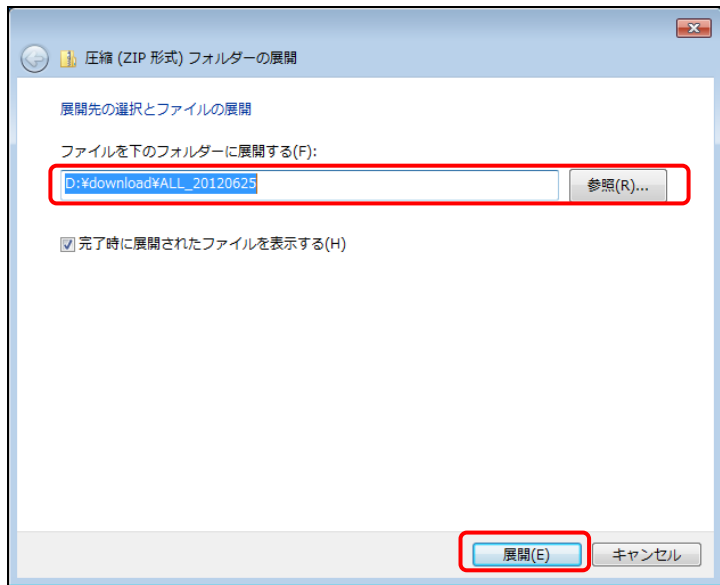 圧縮 (ZIP 形式) フォルダーの展開
展開先の選択とファイルの展開
ファイルを下のフォルダーに展開する(F):
D:¥download¥ALL_20120625
参照(R)...
完了時に展開されたファイルを表示する(H)
展開(E)
キャンセル